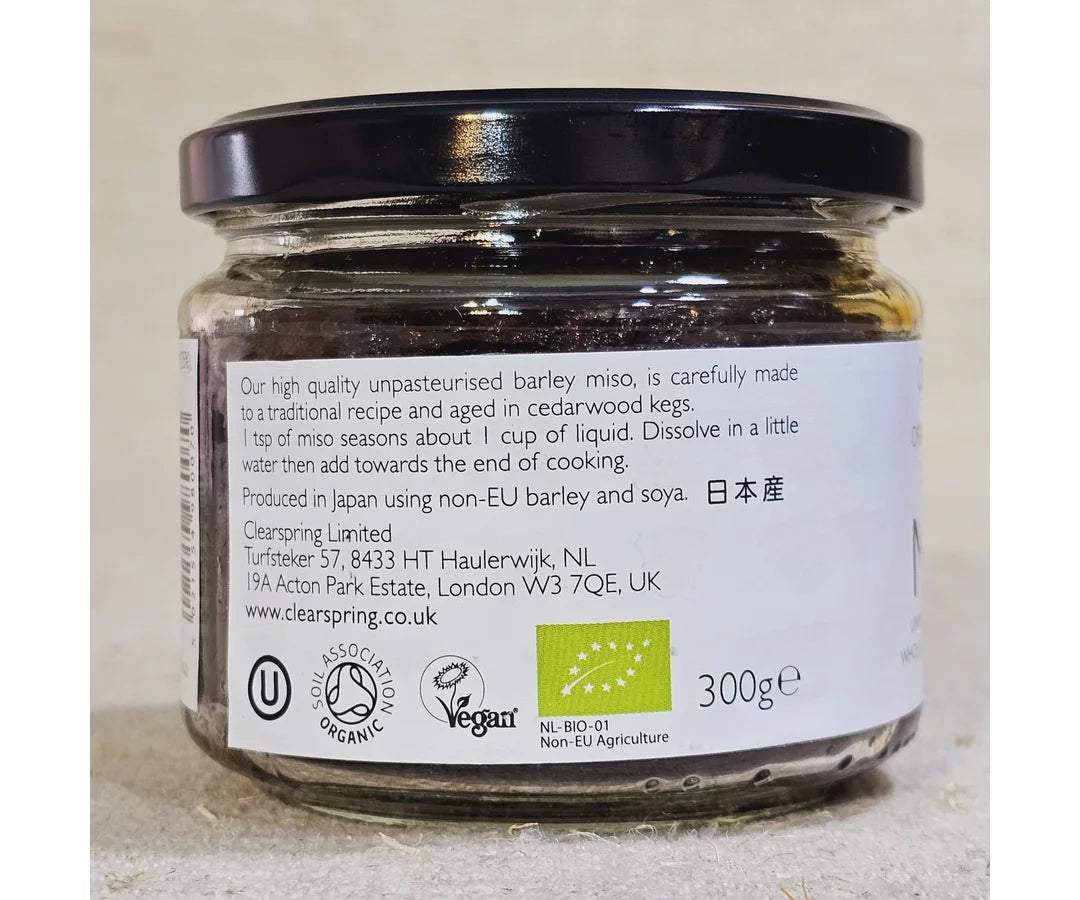 Our high quality unpasteurised barley miso, is carefully made
to a traditional recipe and aged in cedarwood kegs.
1 tsp of miso seasons about 1 cup of liquid. Dissolve in a little
water then add towards the end of cooking.
Produced in Japan using non-EU barley and soya. 日本産
Clearspring Limited
Turfsteker 57, 8433 HT Haulerwijk, NL
19A Acton Park Estate, London W3 7QE, UK
www.clearspring.co.uk
U
SOIL ASSOCIATION
ORGANIC
Vegan
300g℮
NL-BIO-01
Non-EU Agriculture